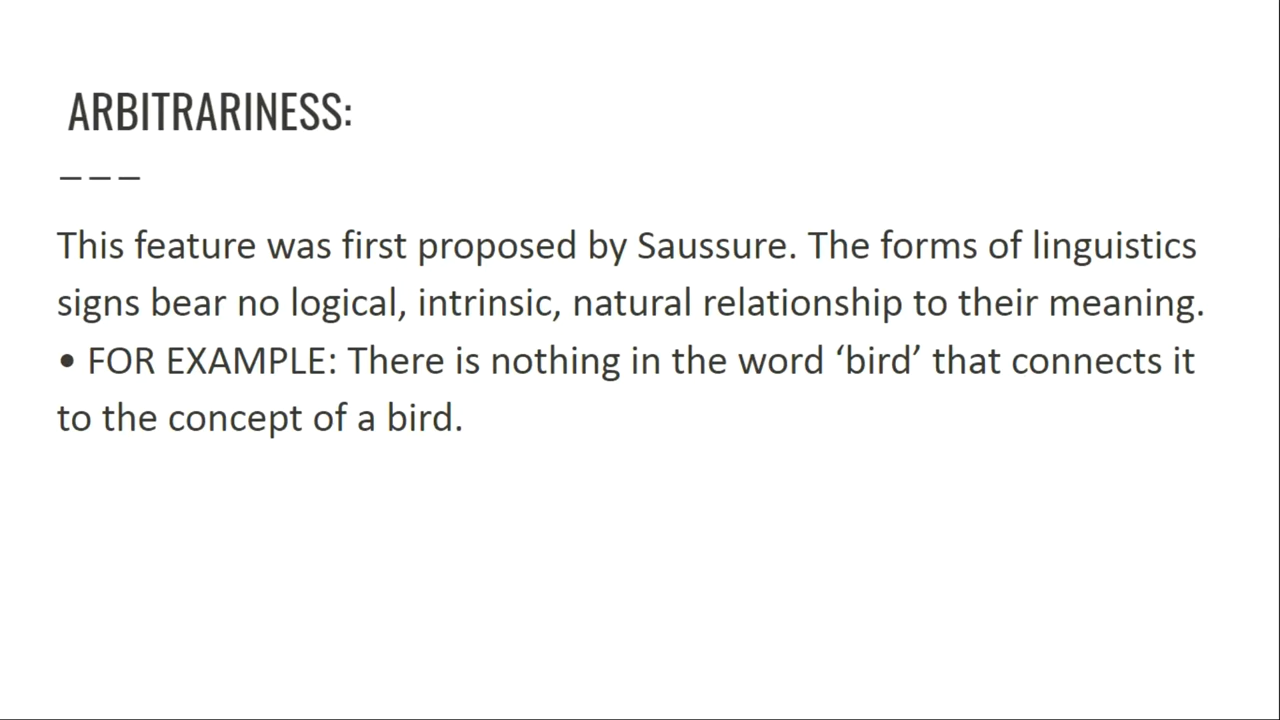 ARBITRARINESS:
– – –
This feature was first proposed by Saussure. The forms of linguistics
signs bear no logical, intrinsic, natural relationship to their meaning.
• FOR EXAMPLE: There is nothing in the word ‘bird’ that connects it
to the concept of a bird.